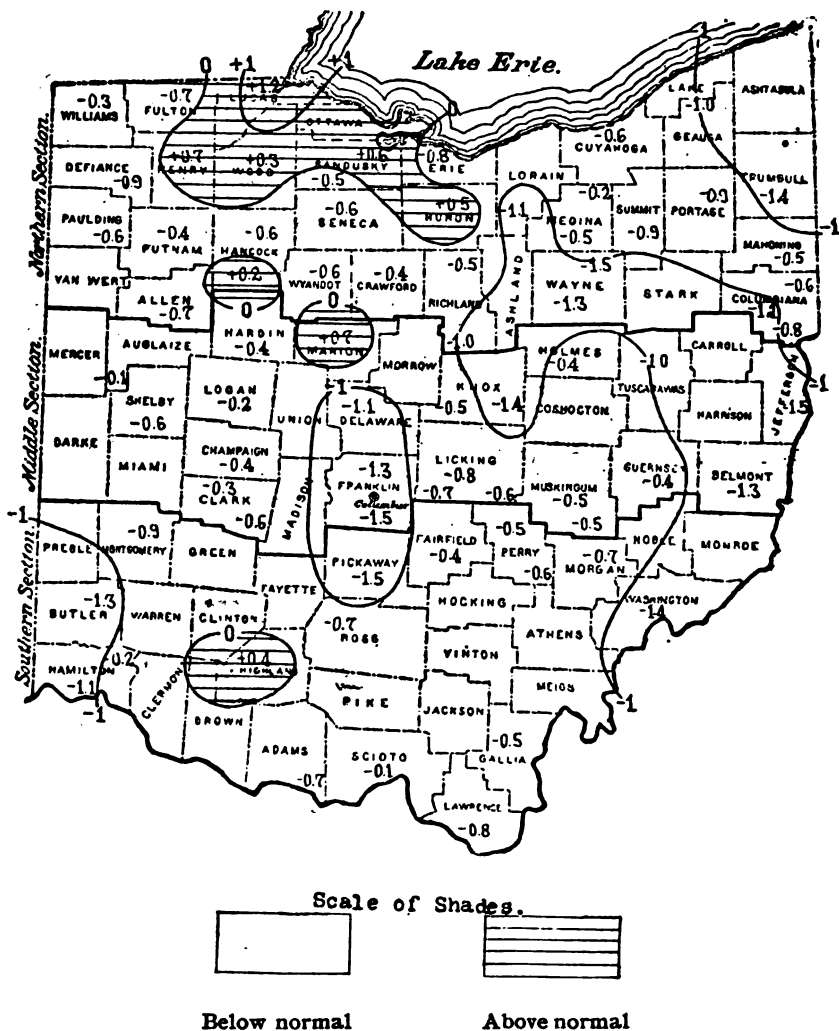 0 +1 +1 Lake Erie. 1
-0.3 WILLIAMS -0.7 FULTON +1.2 LUCAS OTTAWA 0 LAKE -1.0 ASHTABULA
GEAUGA
DEFIANCE -0.9 +0.7 HENRY +0.3 WOOD +0.6 SANDUSKY -0.8 ERIE LORAIN -0.6 CUYAHOGA TRUMBULL -1.4
-0.5
PAULDING -0.6 -0.4 PUTNAM -0.6 HANCOCK -0.6 SENECA +0.5 HURON -1.1 -0.2 MEDINA -0.5 SUMMIT -0.9 -0.9 PORTAGE -1
MAHONING -0.5
VAN WERT ALLEN -0.7 +0.2 -0.6 WYANDOT -0.4 CRAWFORD -0.5 RICHLAND ASHLAND -1.5 WAYNE -1.3 STARK -0.6 COLUMBIANA -1.2
0 0 -0.8
MERCER AUGLAIZE HARDIN -0.4 +0.7 MARION MORROW -1.0 HOLMES -0.4 -1.0 CARROLL
-0.1 LOGAN -0.2 -1 KNOX -1.4 TUSCARAWAS -1
SHELBY -0.6 UNION -1.1 DELAWARE -0.5 COSHOCTON HARRISON JEFFERSON -1.5
DARKE MIAMI CHAMPAIGN -0.4 MADISON -1.3 FRANKLIN LICKING -0.8 MUSKINGUM -0.5 GUERNSEY -0.4 BELMONT -1.3
-0.3 CLARK -0.6 Columbus -1.5 -0.7 -0.6 -0.5
-1 PREBLE -0.9 MONTGOMERY GREEN PICKAWAY -1.5 FAIRFIELD -0.4 -0.5 PERRY -0.6 -0.7 MORGAN NOBLE MONROE
FAYETTE
-1.3 BUTLER WARREN CLINTON -0.7 ROSS HOCKING ATHENS WASHINGTON -1.4
0
HAMILTON -1.1 -0.2 CLERMONT +0.4 HIGHLAND VINTON MEIGS -1
-1 BROWN PIKE JACKSON
ADAMS -0.7 SCIOTO -0.1 -0.5 GALLIA
LAWRENCE
-0.8
Northern Section.
Middle Section.
Southern Section.
Scale of Shades.
Below normal Above normal